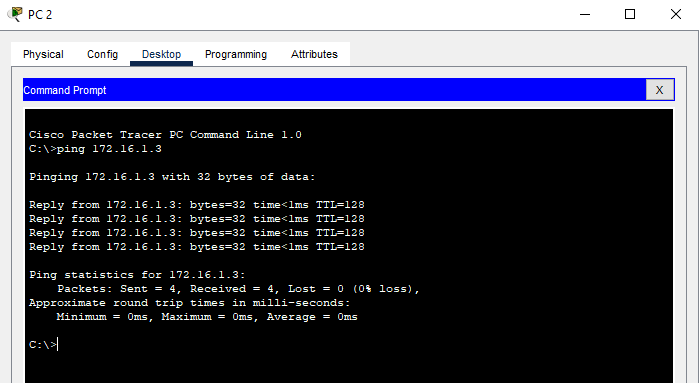 PC 2
Physical Config Desktop Programming Attributes
Command Prompt X
Cisco Packet Tracer PC Command Line 1.0
C:\>ping 172.16.1.3
Pinging 172.16.1.3 with 32 bytes of data:
Reply from 172.16.1.3: bytes=32 time<1ms TTL=128
Reply from 172.16.1.3: bytes=32 time<1ms TTL=128
Reply from 172.16.1.3: bytes=32 time<1ms TTL=128
Reply from 172.16.1.3: bytes=32 time<1ms TTL=128
Ping statistics for 172.16.1.3:
Packets: Sent = 4, Received = 4, Lost = 0 (0% loss),
Approximate round trip times in milli-seconds:
Minimum = 0ms, Maximum = 0ms, Average = 0ms
C:\>